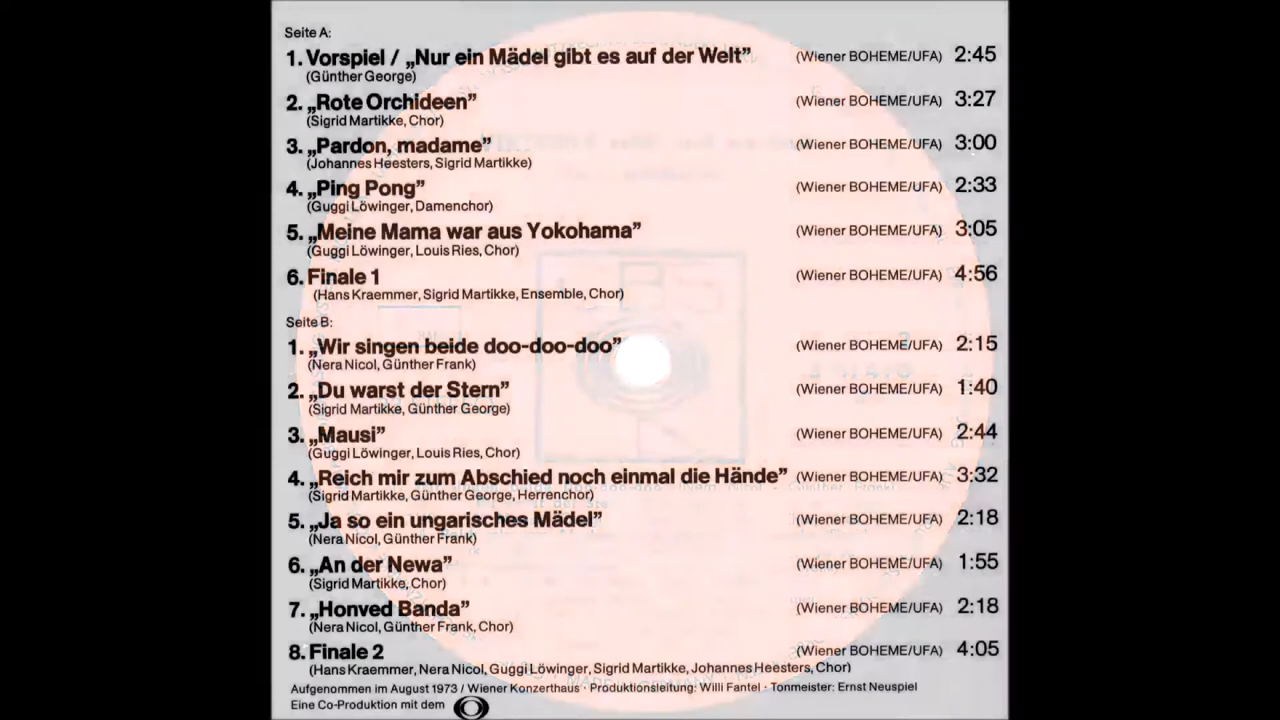 Seite A:
1. Vorspiel / „Nur ein Mädel gibt es auf der Welt” (Wiener BOHEME/UFA) 2:45
(Günther George)
2. „Rote Orchideen” (Wiener BOHEME/UFA) 3:27
(Sigrid Martikke, Chor)
3. „Pardon, madame” (Wiener BOHEME/UFA) 3:00
(Johannes Heesters, Sigrid Martikke)
4. „Ping Pong” (Wiener BOHEME/UFA) 2:33
(Guggi Löwinger, Damenchor)
5. „Meine Mama war aus Yokohama” (Wiener BOHEME/UFA) 3:05
(Guggi Löwinger, Louis Ries, Chor)
6. Finale 1 (Wiener BOHEME/UFA) 4:56
(Hans Kraemmer, Sigrid Martikke, Ensemble, Chor)
Seite B:
1. „Wir singen beide doo-doo-doo” (Wiener BOHEME/UFA) 2:15
(Nera Nicol, Günther Frank)
2. „Du warst der Stern” (Wiener BOHEME/UFA) 1:40
(Sigrid Martikke, Günther George)
3. „Mausi” (Wiener BOHEME/UFA) 2:44
(Guggi Löwinger, Louis Ries, Chor)
4. „Reich mir zum Abschied noch einmal die Hände” (Wiener BOHEME/UFA) 3:32
(Sigrid Martikke, Günther George, Herrenchor)
5. „Ja so ein ungarisches Mädel” (Wiener BOHEME/UFA) 2:18
(Nera Nicol, Günther Frank)
6. „An der Newa” (Wiener BOHEME/UFA) 1:55
(Sigrid Martikke, Chor)
7. „Honved Banda” (Wiener BOHEME/UFA) 2:18
(Nera Nicol, Günther Frank, Chor)
8. Finale 2 (Wiener BOHEME/UFA) 4:05
(Hans Kraemmer, Nera Nicol, Guggi Löwinger, Sigrid Martikke, Johannes Heesters, Chor)
Aufgenommen im August 1973 / Wiener Konzerthaus · Produktionsleitung: Willi Fantel · Tonmeister: Ernst Neuspiel
Eine Co-Produktion mit dem